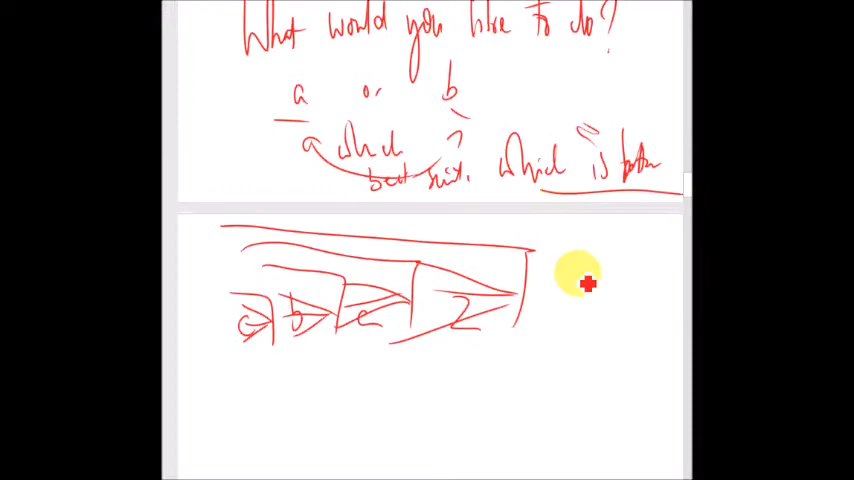 What would you like to do?
a or b
a which ? which is better
best suit.
a b c Z